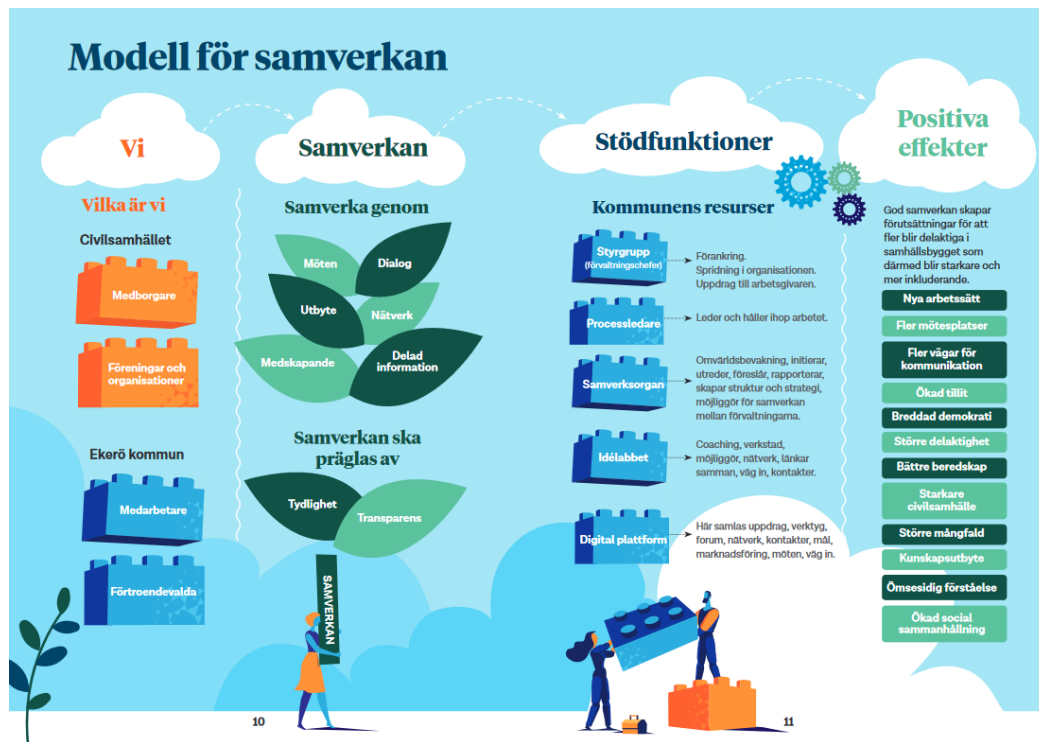 Modell för samverkan
Vi
Vilka är vi
Civilsamhället
Medborgare
Föreningar och
organisationer
Ekerö kommun
Medarbetare
Förtroendevalda
Samverkan
Samverka genom
Möten
Dialog
Utbyte
Nätverk
Medskapande
Delad
information
Samverkan ska
präglas av
Tydlighet
Transparens
SAMVERKAN
10
Stödfunktioner
Kommunens resurser
Styrgrupp
(förvaltningschefer)
Förankring.
Spridning i organisationen.
Uppdrag till arbetsgivaren.
Processledare
Leder och håller ihop arbetet.
Samverksorgan
Omvärldsbevakning, initierar,
utreder, föreslår, rapporterar,
skapar struktur och strategi,
möjliggör för samverkan
mellan förvaltningarna.
Idélabbet
Coaching, verkstad,
möjliggör, nätverk, länkar
samman, väg in, kontakter.
Digital plattform
Här samlas uppdrag, verktyg,
forum, nätverk, kontakter, mål,
marknadsföring, möten, väg in.
11
Positiva
effekter
God samverkan skapar
förutsättningar för att
fler blir delaktiga i
samhällsbygget som
därmed blir starkare och
mer inkluderande.
Nya arbetssätt
Fler mötesplatser
Fler vägar för
kommunikation
Ökad tillit
Breddad demokrati
Större delaktighet
Bättre beredskap
Starkare
civilsamhälle
Större mångfald
Kunskapsutbyte
Ömsesidig förståelse
Ökad social
sammanhållning